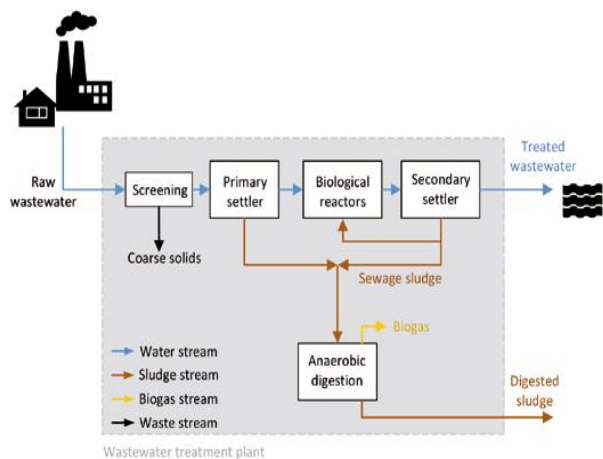 Treated
wastewater
Raw
wastewater
Screening
Primary
settler
Biological
reactors
Secondary
settler
Coarse solids
Sewage sludge
Biogas
Anaerobic
digestion
Digested
sludge
Water stream
Sludge stream
Biogas stream
Waste stream
Wastewater treatment plant